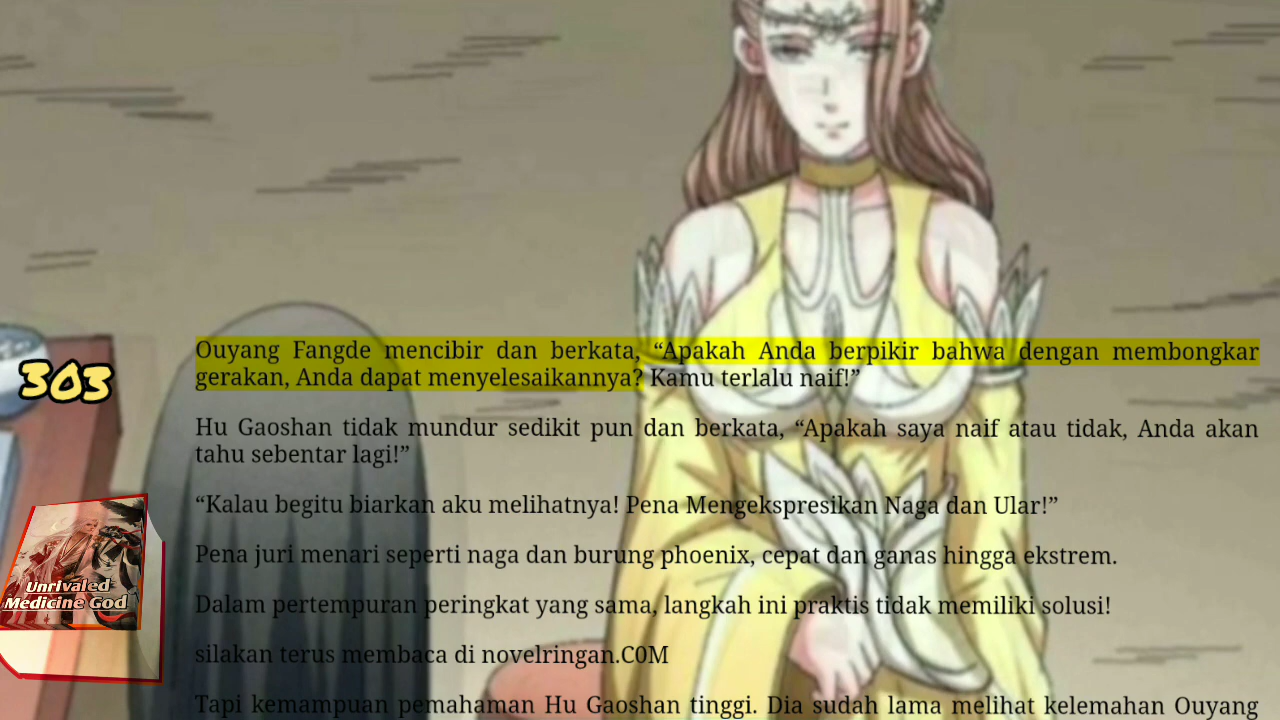 Ouyang Fangde mencibir dan berkata, “Apakah Anda berpikir bahwa dengan membongkar
gerakan, Anda dapat menyelesaikannya? Kamu terlalu naif!”
303
Hu Gaoshan tidak mundur sedikit pun dan berkata, “Apakah saya naif atau tidak, Anda akan
tahu sebentar lagi!”
“Kalau begitu biarkan aku melihatnya! Pena Mengekspresikan Naga dan Ular!”
Pena juri menari seperti naga dan burung phoenix, cepat dan ganas hingga ekstrem.
Unrivaled
Medicine God
Dalam pertempuran peringkat yang sama, langkah ini praktis tidak memiliki solusi!
silakan terus membaca di novelringan.C0M
Tapi kemampuan pemahaman Hu Gaoshan tinggi. Dia sudah lama melihat kelemahan Ouyang